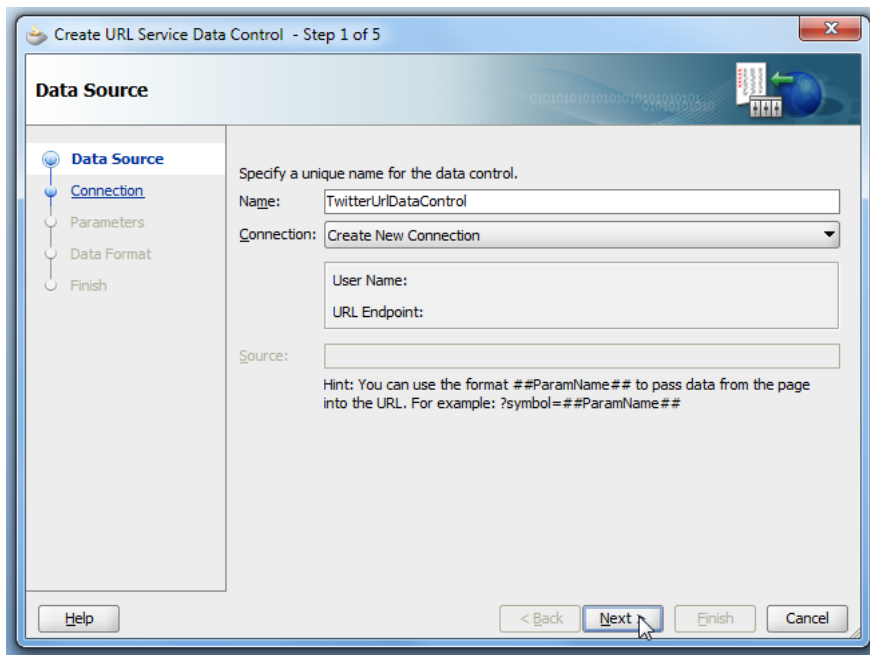 Create URL Service Data Control - Step 1 of 5
Data Source
010101010101010101010101
0101010101010
Data Source
Connection
Parameters
Data Format
Finish
Specify a unique name for the data control.
Name: TwitterUrlDataControl
Connection: Create New Connection
User Name:
URL Endpoint:
Source:
Hint: You can use the format ##ParamName## to pass data from the page
into the URL. For example: ?symbol=##ParamName##
Help
< Back
Next >
Finish
Cancel